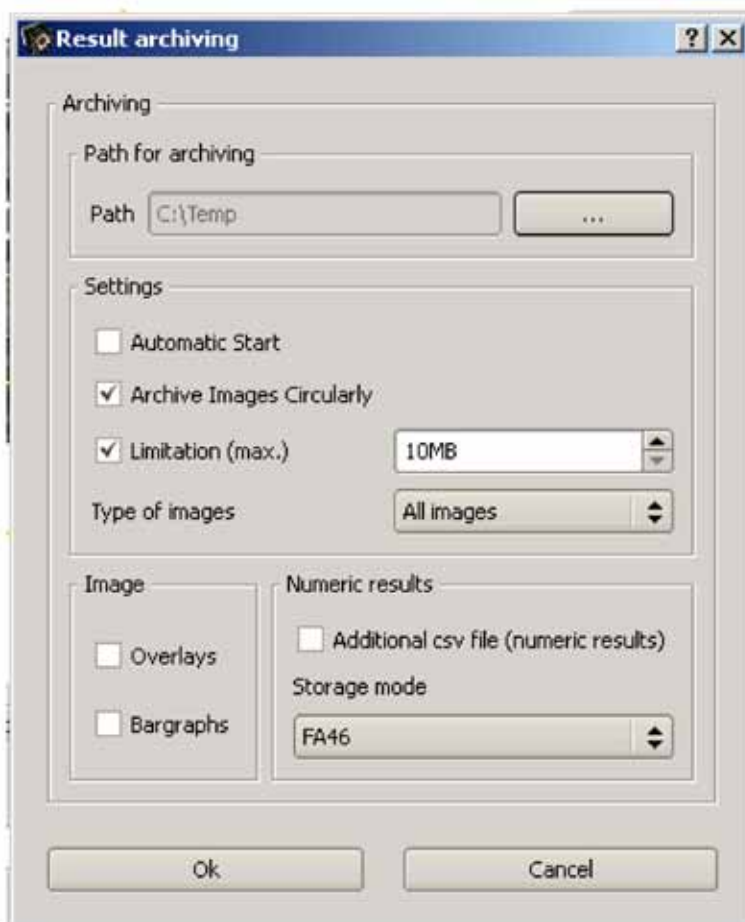 Result archiving
Archiving
Path for archiving
Path C:\Temp ...
Settings
Automatic Start
Archive Images Circularly
Limitation (max.) 10MB
Type of images All images
Image
Overlays
Bargraphs
Numeric results
Additional csv file (numeric results)
Storage mode
FA46
Ok Cancel